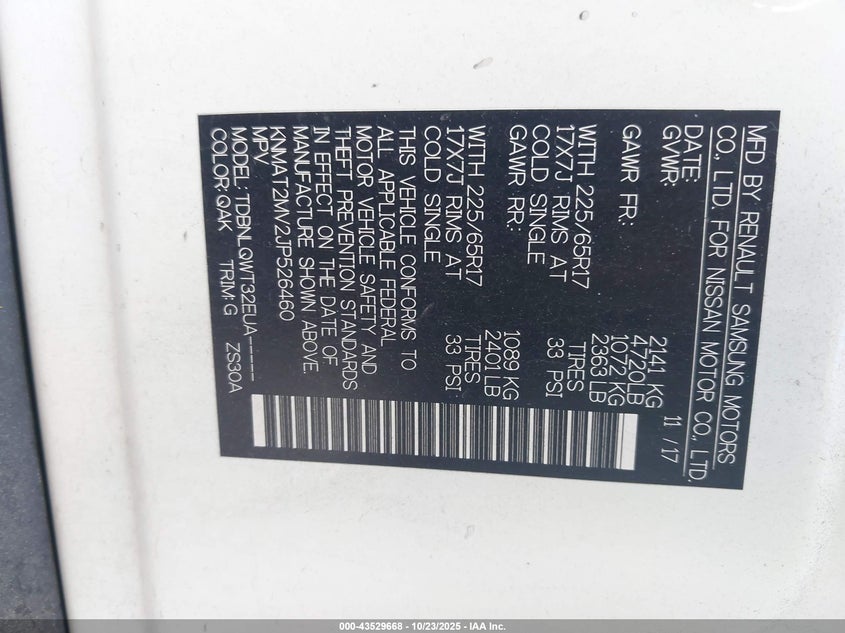 MFD BY RENAULT SAMSUNG MOTORS
CO., LTD. FOR NISSAN MOTOR CO., LTD.
DATE: 11 / 17
GVWR: 2141 KG
4,720LB
GAWR FR: 1072 KG
2363 LB
WITH 225/65R17 TIRES
17X7J RIMS AT 33 PSI
COLD SINGLE
GAWR RR: 1089 KG
2401 LB
WITH 225/65R17 TIRES
17X7J RIMS AT 33 PSI
COLD SINGLE
THIS VEHICLE CONFORMS TO
ALL APPLICABLE FEDERAL
MOTOR VEHICLE SAFETY AND
THEFT PREVENTION STANDARDS
IN EFFECT ON THE DATE OF
MANUFACTURE SHOWN ABOVE.
KNMAT2MV2JP526460
MPV
MODEL: TDBNLQWT32EUA-----
COLOR: QAK TRIM: G ZS30A
000-43529668 - 10/23/2025 - IAA Inc.